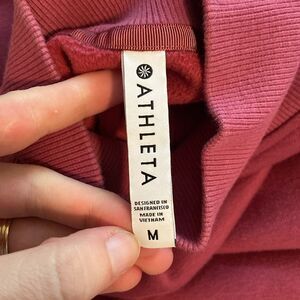 ATHLETA
DESIGNED IN
SAN FRANCISCO
MADE IN
VIETNAM
M